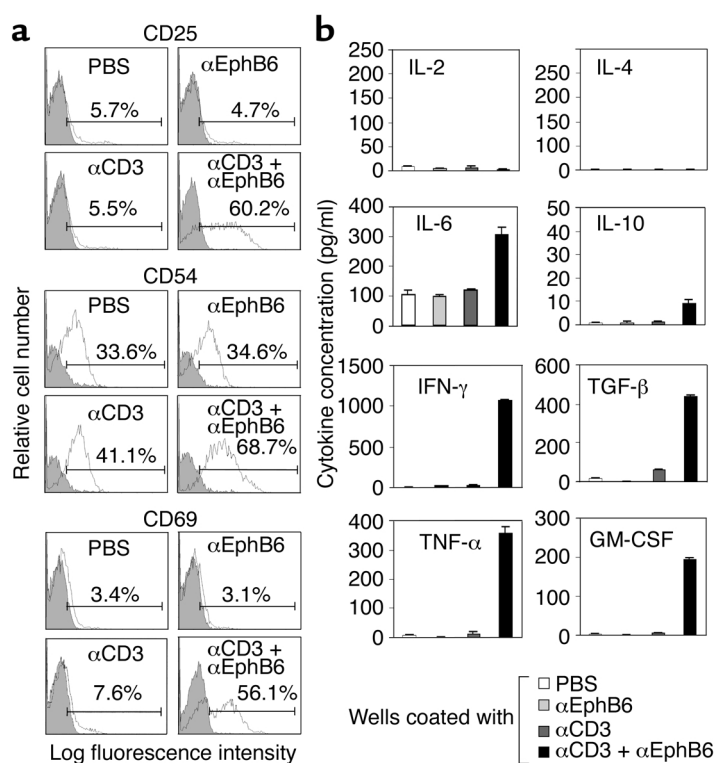 a
CD25
PBS
5.7%
αEphB6
4.7%
αCD3
5.5%
αCD3 +
αEphB6
60.2%
CD54
PBS
33.6%
αEphB6
34.6%
αCD3
41.1%
αCD3 +
αEphB6
68.7%
CD69
PBS
3.4%
αEphB6
3.1%
αCD3
7.6%
αCD3 +
αEphB6
56.1%
Relative cell number
Log fluorescence intensity
b
Cytokine concentration (pg/ml)
IL-2
250
200
150
100
50
0
IL-4
250
200
150
100
50
0
IL-6
400
300
200
100
0
IL-10
50
40
30
20
10
0
IFN-γ
1500
1000
500
0
TGF-β
600
400
200
0
TNF-α
400
300
200
100
0
GM-CSF
300
200
100
0
Wells coated with
PBS
αEphB6
αCD3
αCD3 + αEphB6